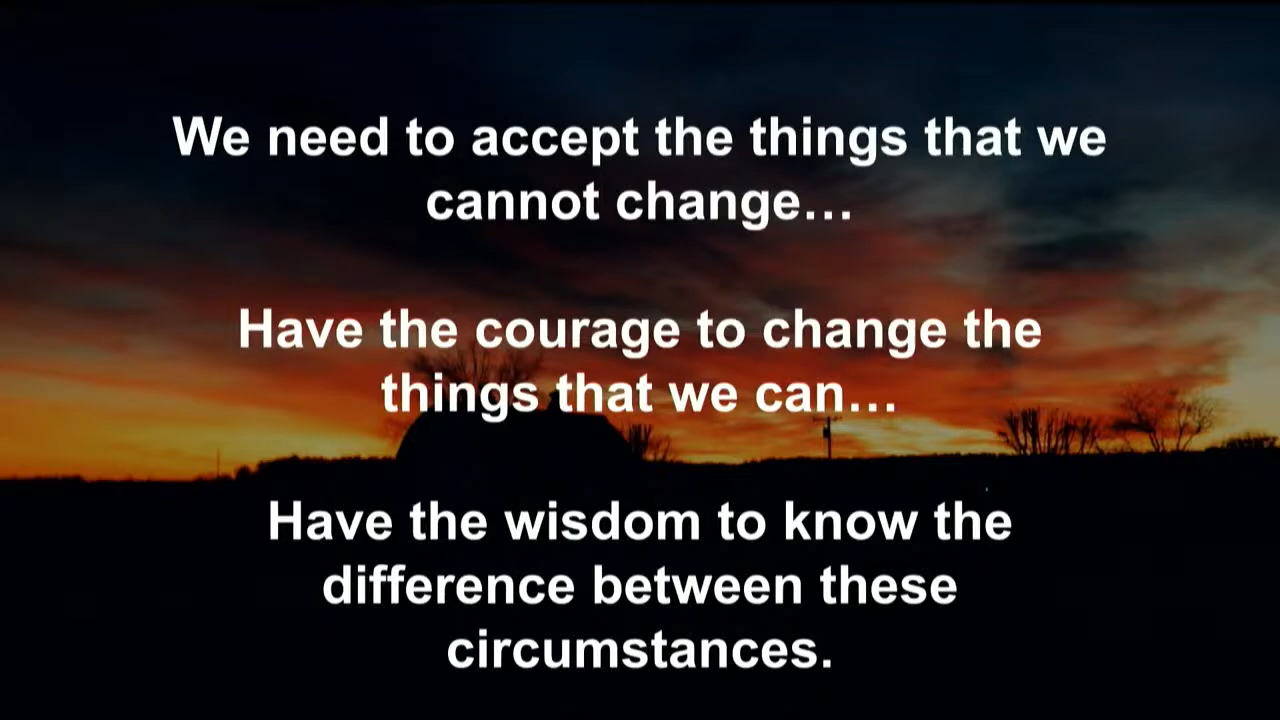 We need to accept the things that we
cannot change…
Have the courage to change the
things that we can…
Have the wisdom to know the
difference between these
circumstances.